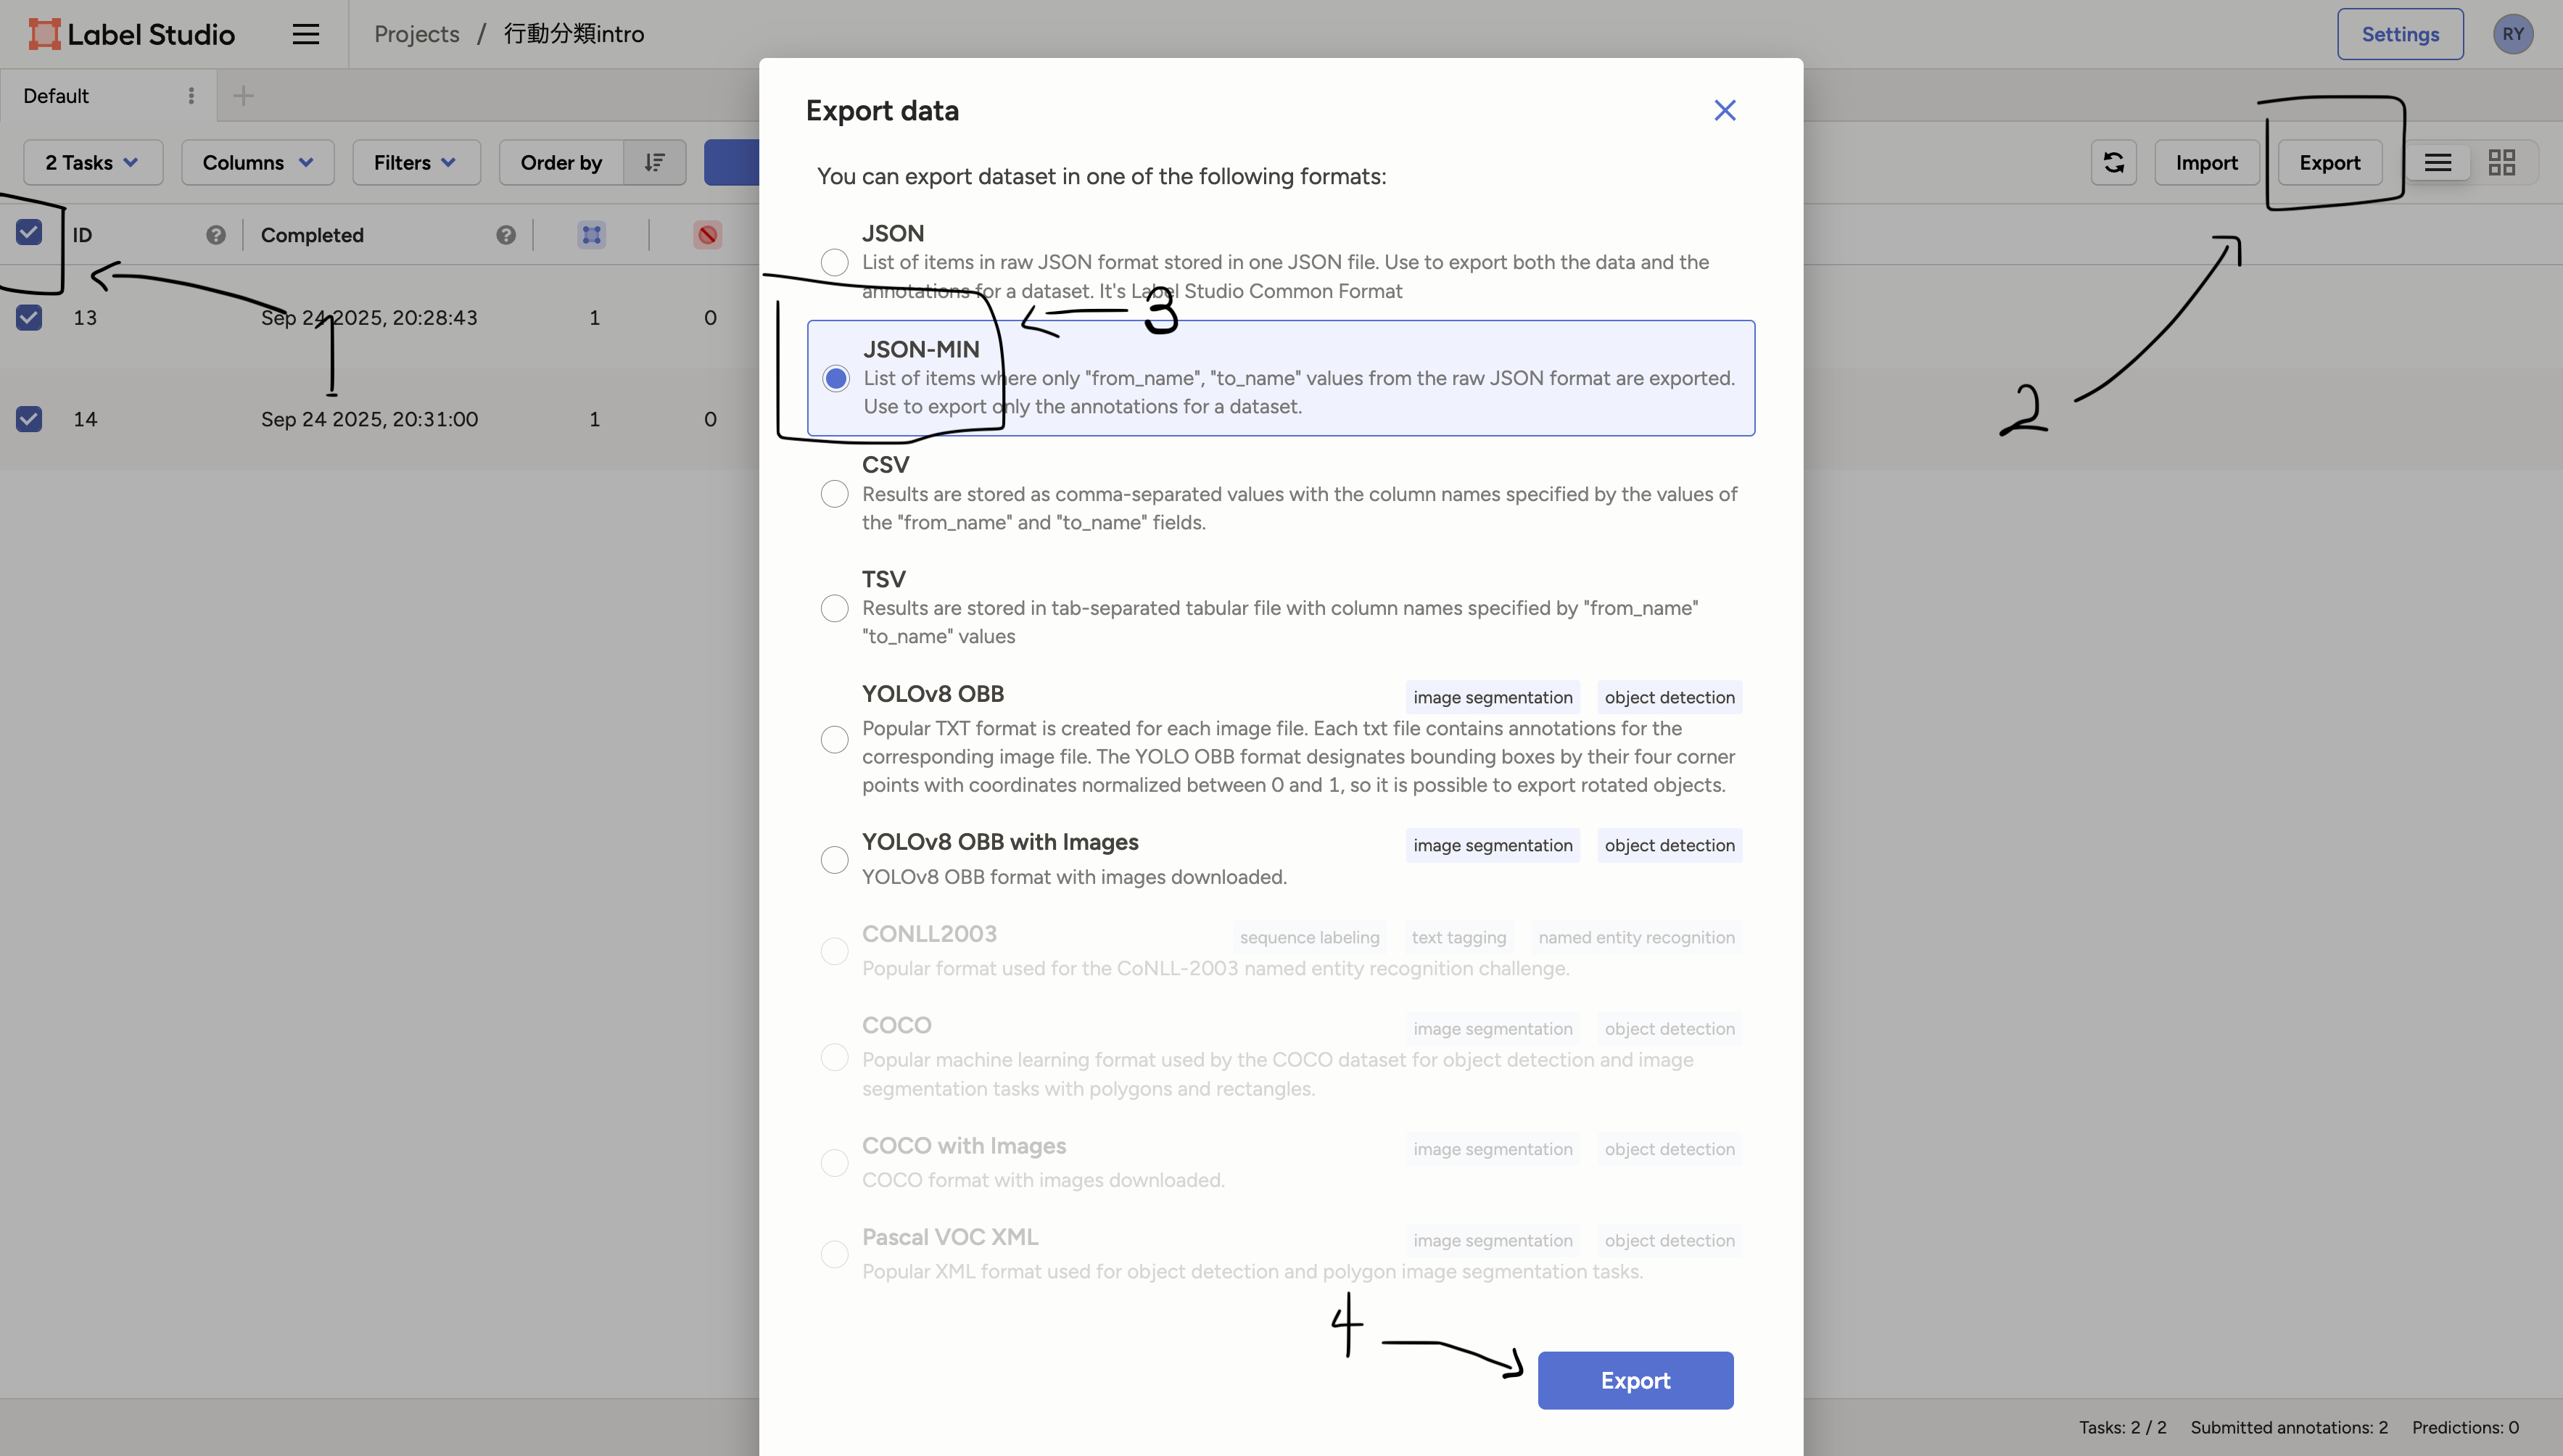 Label Studio
Projects / 行動分類intro
Settings
RY
Default
2 Tasks
Columns
Filters
Order by
Import
Export
ID
Completed
13
Sep 24 2025, 20:28:43
1
0
14
Sep 24 2025, 20:31:00
1
0
1
2
Export data
You can export dataset in one of the following formats:
JSON
List of items in raw JSON format stored in one JSON file. Use to export both the data and the
annotations for a dataset. It's Label Studio Common Format
3
JSON-MIN
List of items where only "from_name", "to_name" values from the raw JSON format are exported.
Use to export only the annotations for a dataset.
CSV
Results are stored as comma-separated values with the column names specified by the values of
the "from_name" and "to_name" fields.
TSV
Results are stored in tab-separated tabular file with column names specified by "from_name"
"to_name" values
YOLOv8 OBB
image segmentation
object detection
Popular TXT format is created for each image file. Each txt file contains annotations for the
corresponding image file. The YOLO OBB format designates bounding boxes by their four corner
points with coordinates normalized between 0 and 1, so it is possible to export rotated objects.
YOLOv8 OBB with Images
image segmentation
object detection
YOLOv8 OBB format with images downloaded.
CONLL2003
sequence labeling
text tagging
named entity recognition
Popular format used for the CoNLL-2003 named entity recognition challenge.
COCO
image segmentation
object detection
Popular machine learning format used by the COCO dataset for object detection and image
segmentation tasks with polygons and rectangles.
COCO with Images
image segmentation
object detection
COCO format with images downloaded.
Pascal VOC XML
image segmentation
object detection
Popular XML format used for object detection and polygon image segmentation tasks.
4
Export
Tasks: 2 / 2
Submitted annotations: 2
Predictions: 0